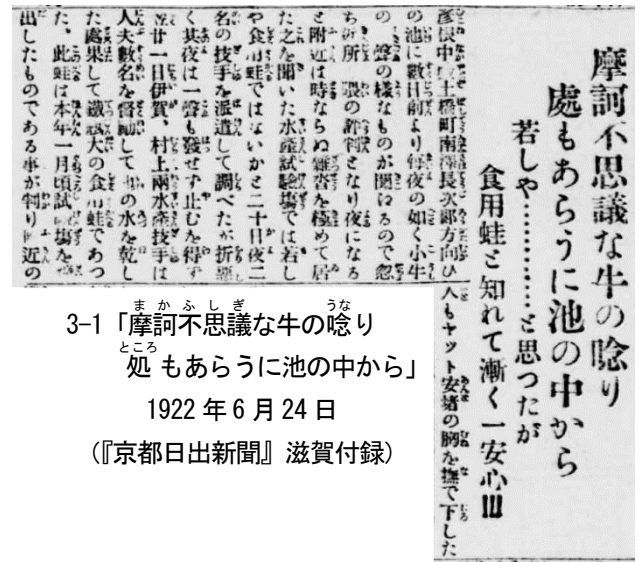 摩訶不思議な牛の唸り
處もあらうに池の中から
若しや…………と思つたが
食用蛙と知れて漸く一安心!!!
彦根中 土橋町南澤長次郎方向ひ
の池に數日前より毎夜の如く小牛
の 聲の様なものが聞ねるので忽
ち近所 隈の評判となり夜になる
と附近は時ならぬ雜沓を極めて居
た之を聞いた水産試驗場では若し
や食用蛙ではないかと二十日夜二
名の技手を派遣して調べたが折惡
く其夜は一聲も發せず止むを得ず
翌廿一日伊賀、村上兩水産技手は
人夫數名を督勵して の水を乾し
た處果して 大の食用蛙であつ
た、此蛙は本年一月頃試 場を
出したものである事が判り 近の
人もヤット安堵の胸を撫で下した
3-1「摩訶不思議な牛の唸り
処もあらうに池の中から」
1922年6月24日
(『京都日出新聞』滋賀付録)